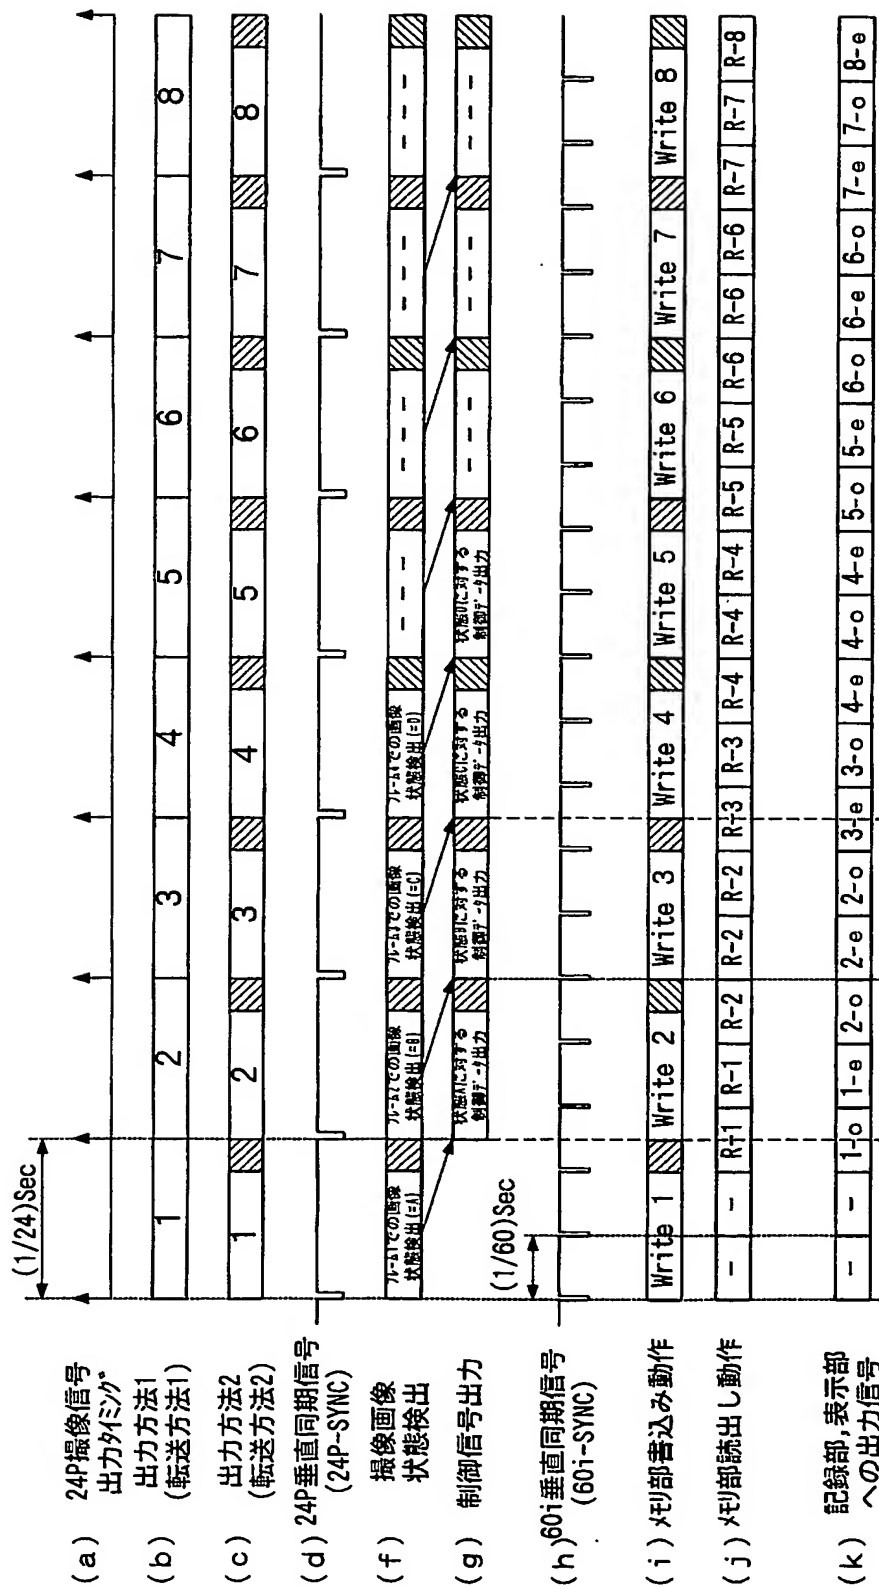 (1/24)Sec
(a) 24P撮像信号
出力タイミング
(b) 出力方法1
(転送方法1)
1 2 3 4 5 6 7 8
(c) 出力方法2
(転送方法2)
1 2 3 4 5 6 7 8
(d) 24P垂直同期信号
(24P-SYNC)
(f) 撮像画像
状態検出
フレーム1での画像
状態検出(=A)
フレーム2での画像
状態検出(=B)
フレーム3での画像
状態検出(=C)
フレーム4での画像
状態検出(=D)
(g) 制御信号出力
状態Aに対する
制御データ出力
状態Bに対する
制御データ出力
状態Cに対する
制御データ出力
状態Dに対する
制御データ出力
(1/60)Sec
(h) 60i垂直同期信号
(60i-SYNC)
(i) メモリ部書込み動作
Write 1 Write 2 Write 3 Write 4 Write 5 Write 6 Write 7 Write 8
(j) メモリ部読出し動作
- - R-1 R-1 R-2 R-2 R-2 R-3 R-3 R-4 R-4 R-4 R-5 R-5 R-6 R-6 R-6 R-7 R-7 R-8
(k) 記録部,表示部
への出力信号
- - 1-o 1-e 2-o 2-e 2-o 3-e 3-o 4-e 4-o 4-e 5-o 5-e 6-o 6-e 6-o 7-e 7-o 8-e